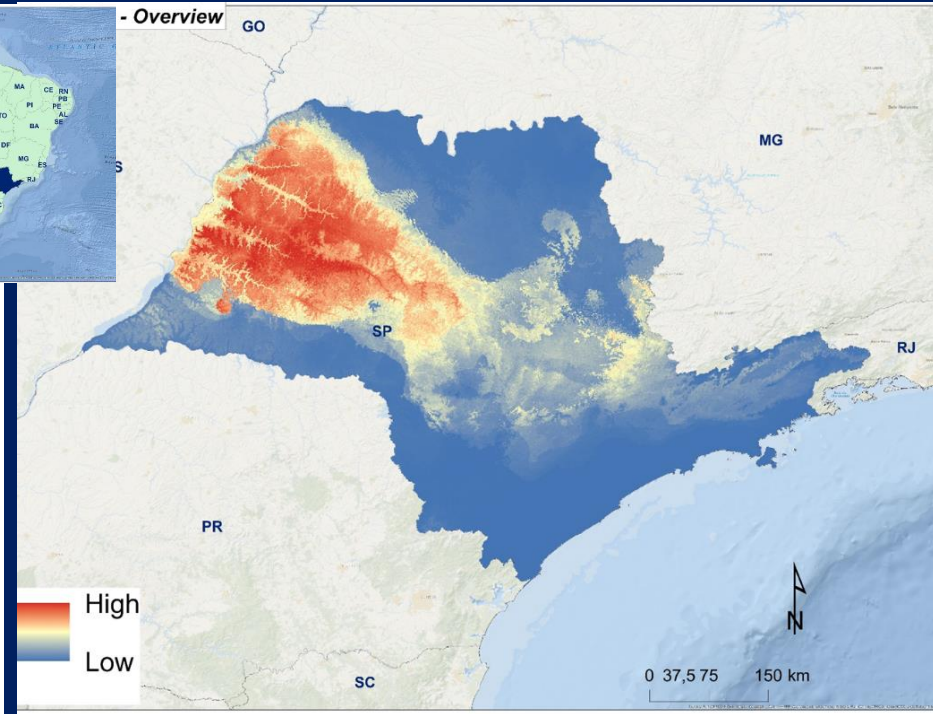 - Overview
GO
MG
S
SP
RJ
PR
SC
MA
CE
RN
PB
PI
PE
AL
TO
SE
BA
DF
MG
ES
RJ
High
Low
N
0 37,5 75 150 km